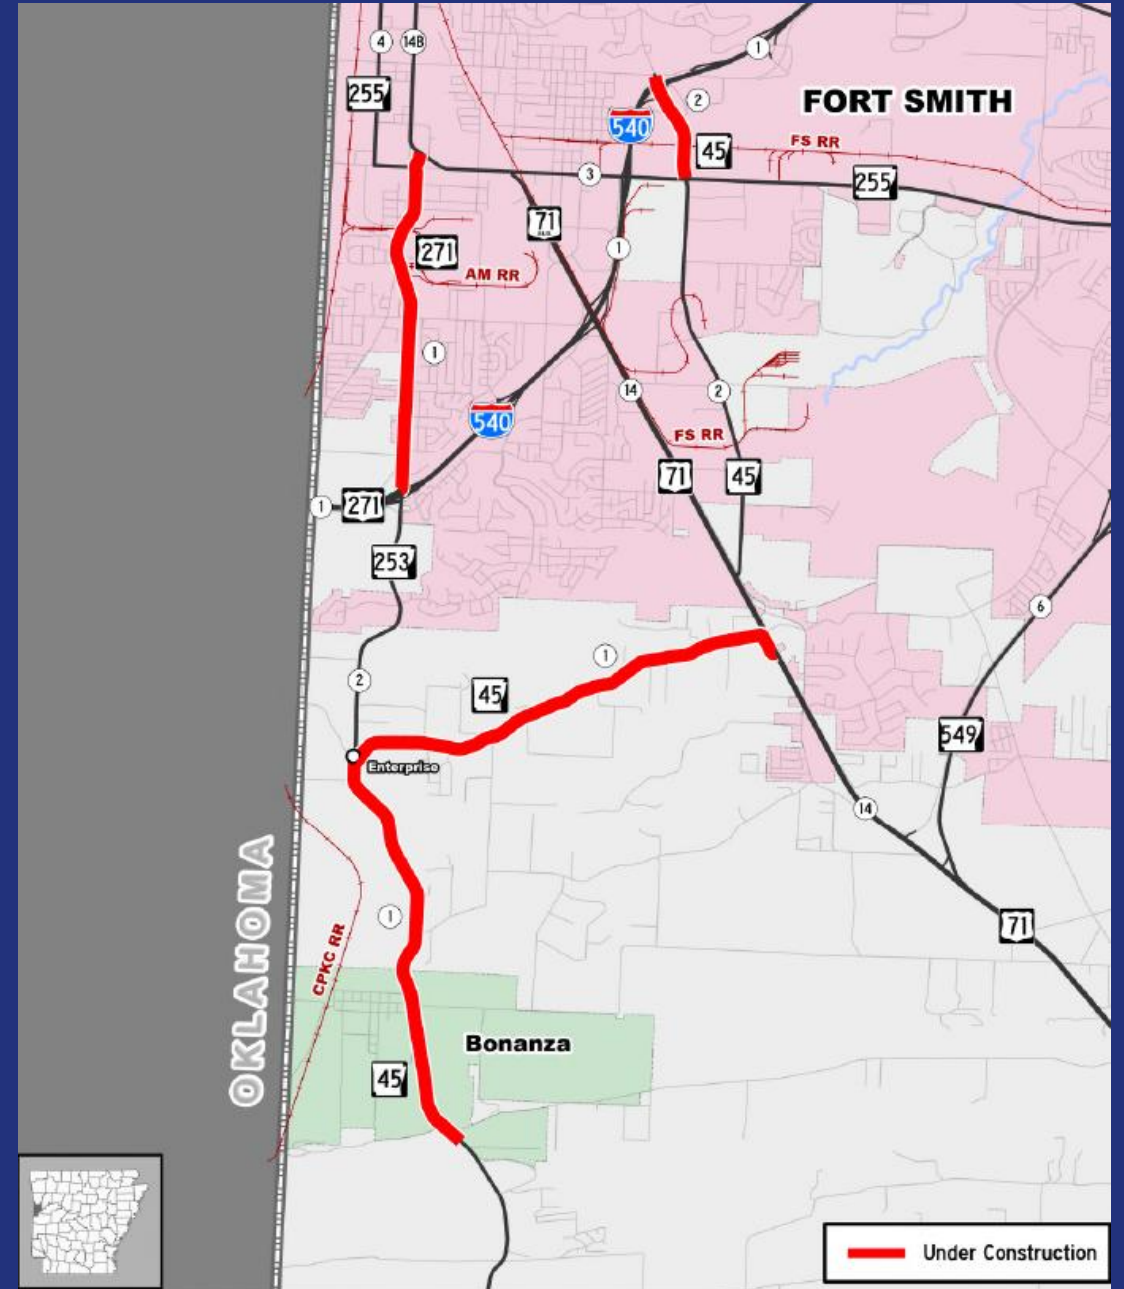 4
14B
1
255
2
FORT SMITH
540
45
FS RR
3
255
71
271
1
AM RR
1
14
2
540
FS RR
71
45
1
271
253
6
1
2
45
549
Enterprise
14
OKLAHOMA
1
71
CPKC RR
Bonanza
45
Under Construction